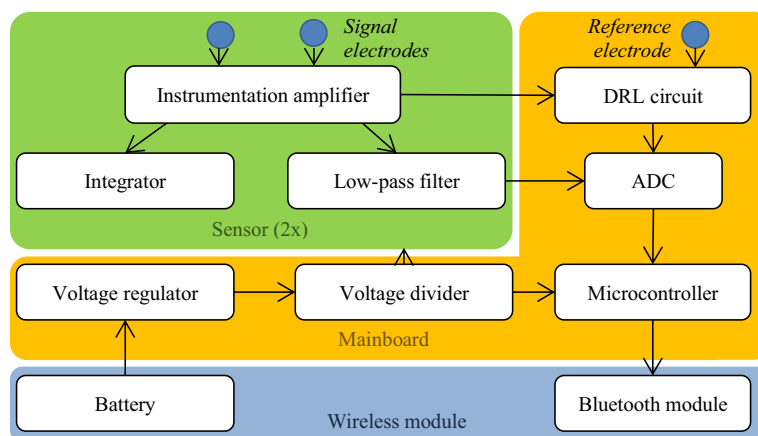 Signal
electrodes
Reference
electrode
Instrumentation amplifier
DRL circuit
Integrator
Low-pass filter
ADC
Sensor (2x)
Voltage regulator
Voltage divider
Microcontroller
Mainboard
Battery
Bluetooth module
Wireless module